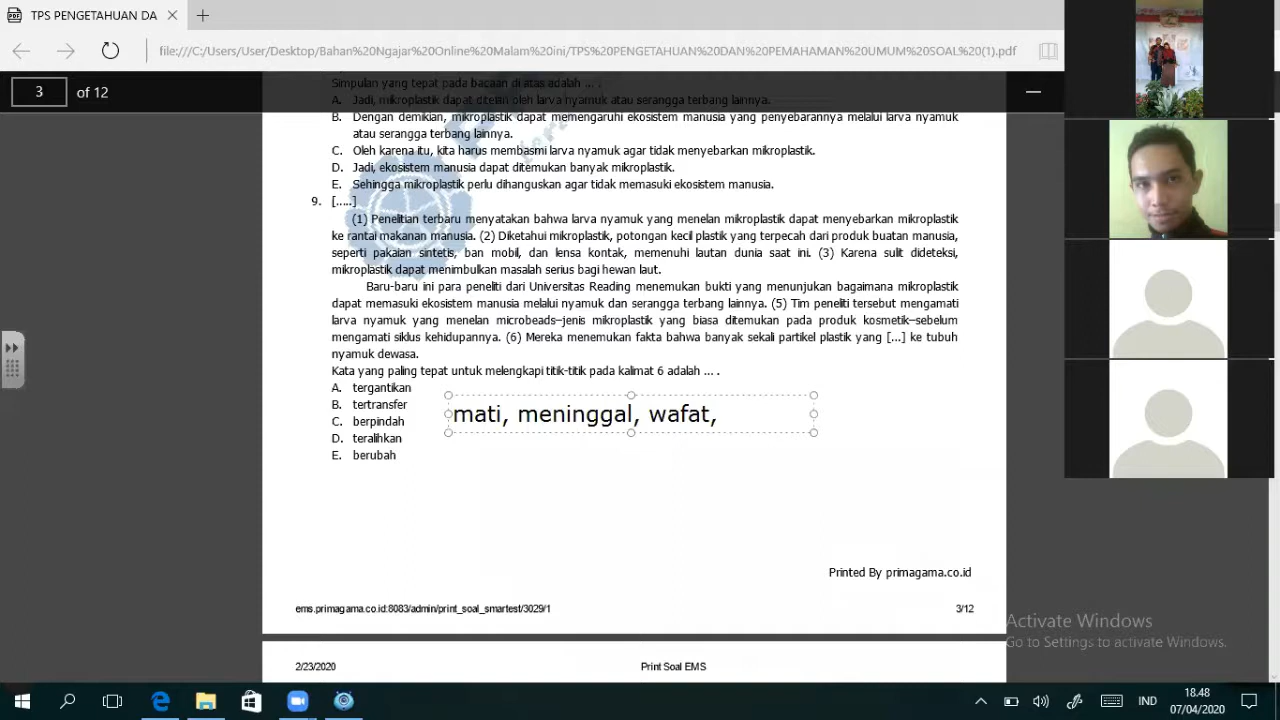 TPS PENGETAHUAN DA
file:///C:/Users/User/Desktop/Bahan%20Ngajar%20Online%20Malam%20ini/TPS%20PENGETAHUAN%20DAN%20PEMAHAMAN%20UMUM%20SOAL%20(1).pdf
3 of 12
Simpulan yang tepat pada bacaan di atas adalah ... .
A. Jadi, mikroplastik dapat ditelan oleh larva nyamuk atau serangga terbang lainnya.
B. Dengan demikian, mikroplastik dapat memengaruhi ekosistem manusia yang penyebarannya melalui larva nyamuk
atau serangga terbang lainnya.
C. Oleh karena itu, kita harus membasmi larva nyamuk agar tidak menyebarkan mikroplastik.
D. Jadi, ekosistem manusia dapat ditemukan banyak mikroplastik.
E. Sehingga mikroplastik perlu dihanguskan agar tidak memasuki ekosistem manusia.
9. [.....]
(1) Penelitian terbaru menyatakan bahwa larva nyamuk yang menelan mikroplastik dapat menyebarkan mikroplastik
ke rantai makanan manusia. (2) Diketahui mikroplastik, potongan kecil plastik yang terpecah dari produk buatan manusia,
seperti pakaian sintetis, ban mobil, dan lensa kontak, memenuhi lautan dunia saat ini. (3) Karena sulit dideteksi,
mikroplastik dapat menimbulkan masalah serius bagi hewan laut.
Baru-baru ini para peneliti dari Universitas Reading menemukan bukti yang menunjukan bagaimana mikroplastik
dapat memasuki ekosistem manusia melalui nyamuk dan serangga terbang lainnya. (5) Tim peneliti tersebut mengamati
larva nyamuk yang menelan microbeads–jenis mikroplastik yang biasa ditemukan pada produk kosmetik–sebelum
mengamati siklus kehidupannya. (6) Mereka menemukan fakta bahwa banyak sekali partikel plastik yang [...] ke tubuh
nyamuk dewasa.
Kata yang paling tepat untuk melengkapi titik-titik pada kalimat 6 adalah ... .
A. tergantikan
B. tertransfer
C. berpindah
D. teralihkan
E. berubah
mati, meninggal, wafat,
Printed By primagama.co.id
ems.primagama.co.id:8083/admin/print_soal_smartest/3029/1 3/12
2/23/2020 Print Soal EMS
Activate Windows
Go to Settings to activate Windows.
IND
18.48
07/04/2020